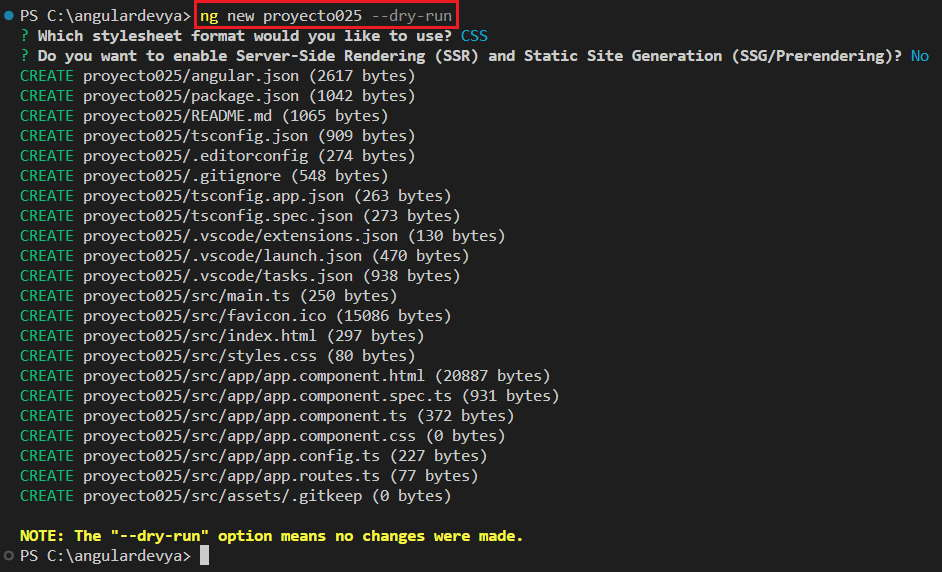 PS C:\angulardevya> ng new proyecto025 --dry-run
? Which stylesheet format would you like to use? CSS
? Do you want to enable Server-Side Rendering (SSR) and Static Site Generation (SSG/Prerendering)? No
CREATE proyecto025/angular.json (2617 bytes)
CREATE proyecto025/package.json (1042 bytes)
CREATE proyecto025/README.md (1065 bytes)
CREATE proyecto025/tsconfig.json (909 bytes)
CREATE proyecto025/.editorconfig (274 bytes)
CREATE proyecto025/.gitignore (548 bytes)
CREATE proyecto025/tsconfig.app.json (263 bytes)
CREATE proyecto025/tsconfig.spec.json (273 bytes)
CREATE proyecto025/.vscode/extensions.json (130 bytes)
CREATE proyecto025/.vscode/launch.json (470 bytes)
CREATE proyecto025/.vscode/tasks.json (938 bytes)
CREATE proyecto025/src/main.ts (250 bytes)
CREATE proyecto025/src/favicon.ico (15086 bytes)
CREATE proyecto025/src/index.html (297 bytes)
CREATE proyecto025/src/styles.css (80 bytes)
CREATE proyecto025/src/app/app.component.html (20887 bytes)
CREATE proyecto025/src/app/app.component.spec.ts (931 bytes)
CREATE proyecto025/src/app/app.component.ts (372 bytes)
CREATE proyecto025/src/app/app.component.css (0 bytes)
CREATE proyecto025/src/app/app.config.ts (227 bytes)
CREATE proyecto025/src/app/app.routes.ts (77 bytes)
CREATE proyecto025/src/assets/.gitkeep (0 bytes)
NOTE: The "--dry-run" option means no changes were made.
PS C:\angulardevya>